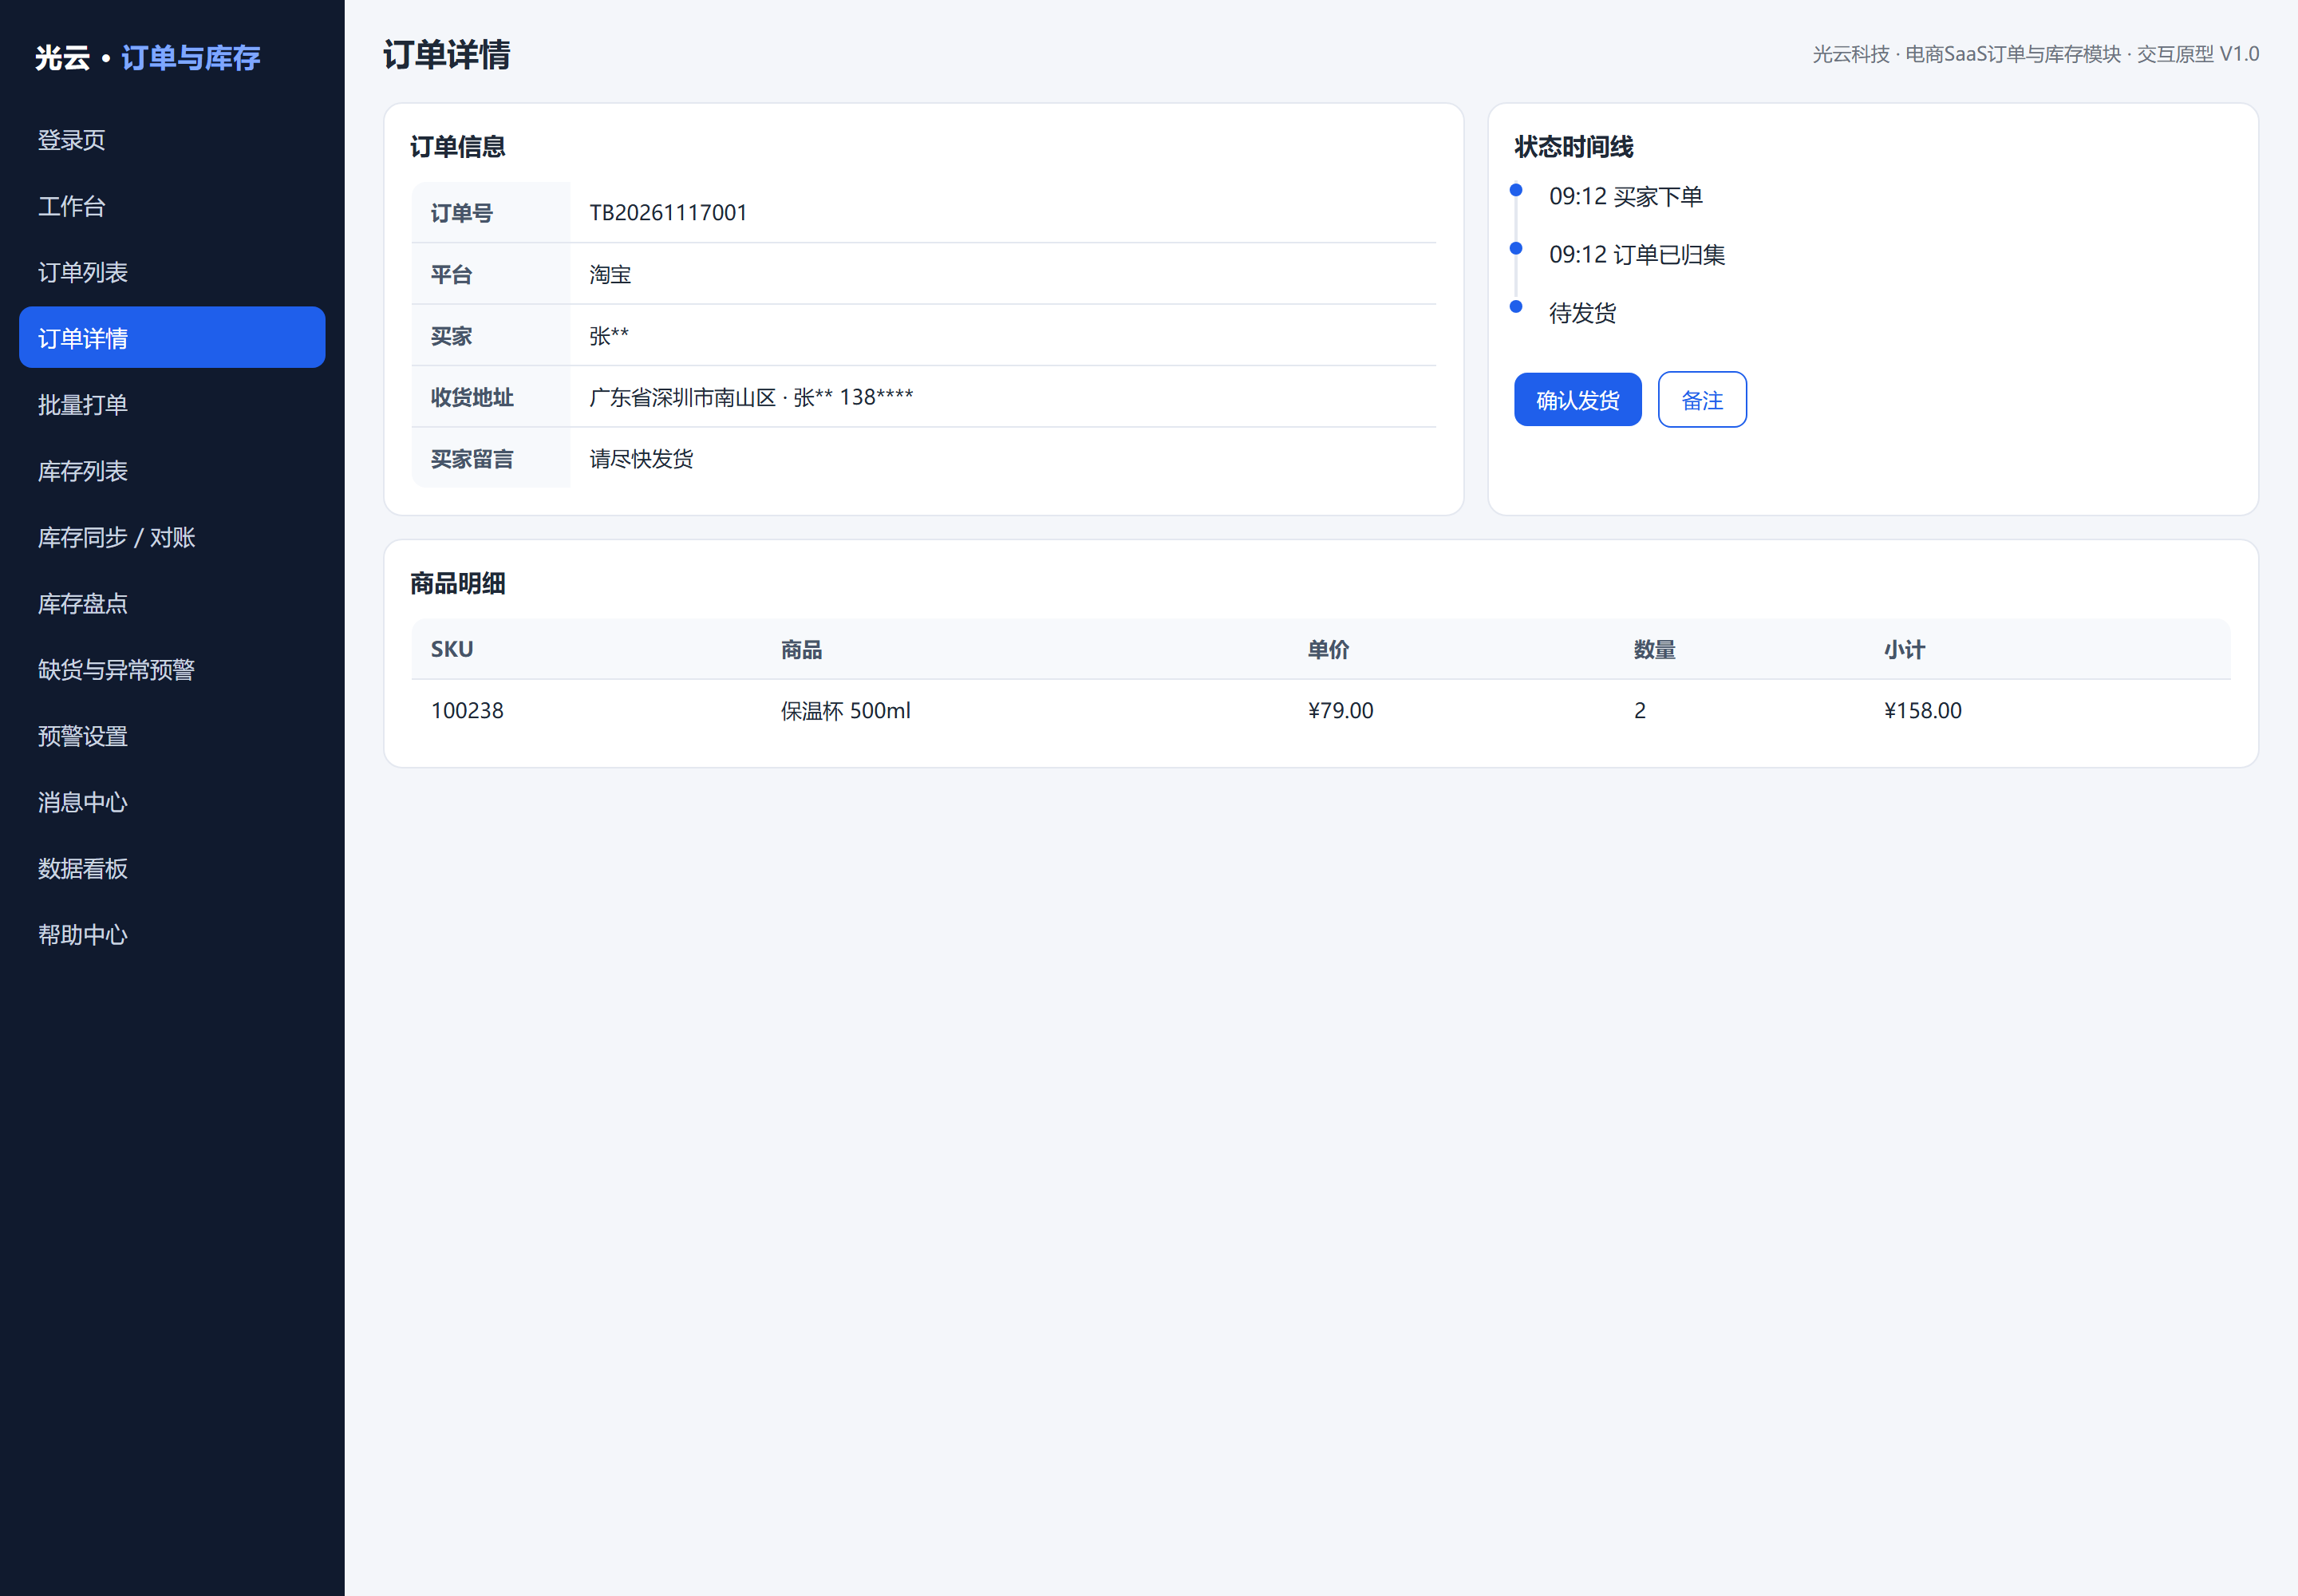 光云 · 订单与库存
登录页
工作台
订单列表
订单详情
批量打单
库存列表
库存同步 / 对账
库存盘点
缺货与异常预警
预警设置
消息中心
数据看板
帮助中心
订单详情
光云科技 · 电商SaaS订单与库存模块 · 交互原型 V1.0
订单信息
订单号 TB20261117001
平台 淘宝
买家 张**
收货地址 广东省深圳市南山区 · 张** 138****
买家留言 请尽快发货
状态时间线
09:12 买家下单
09:12 订单已归集
待发货
确认发货 备注
商品明细
SKU 商品 单价 数量 小计
100238 保温杯 500ml ¥79.00 2 ¥158.00